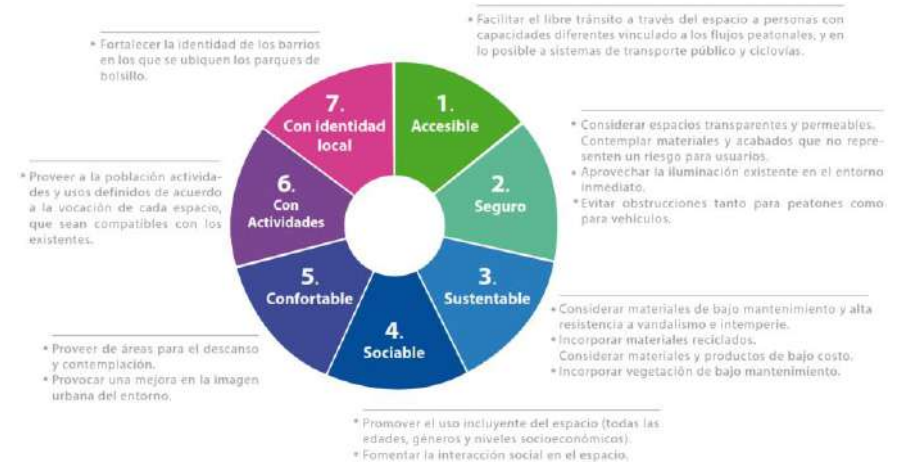 • Fortalecer la identidad de los barrios
en los que se ubiquen los parques de
bolsillo.
• Facilitar el libre tránsito a través del espacio a personas con
capacidades diferentes vinculado a los flujos peatonales, y en
lo posible a sistemas de transporte público y ciclovías.
7.
Con identidad
local
1.
Accesible
• Considerar espacios transparentes y permeables.
Contemplar materiales y acabados que no repre-
senten un riesgo para usuarios.
• Aprovechar la iluminación existente en el entorno
inmediato.
• Evitar obstrucciones tanto para peatones como
para vehículos.
• Proveer a la población activida-
des y usos definidos de acuerdo
a la vocación de cada espacio,
que sean compatibles con los
existentes.
6.
Con
Actividades
2.
Seguro
5.
Confortable
3.
Sustentable
4.
Sociable
• Considerar materiales de bajo mantenimiento y alta
resistencia a vandalismo e intemperie.
• Incorporar materiales reciclados.
Considerar materiales y productos de bajo costo.
• Incorporar vegetación de bajo mantenimiento.
• Proveer de áreas para el descanso
y contemplación.
• Provocar una mejora en la imagen
urbana del entorno.
• Promover el uso incluyente del espacio (todas las
edades, géneros y niveles socioeconómicos).
• Fomentar la interacción social en el espacio.